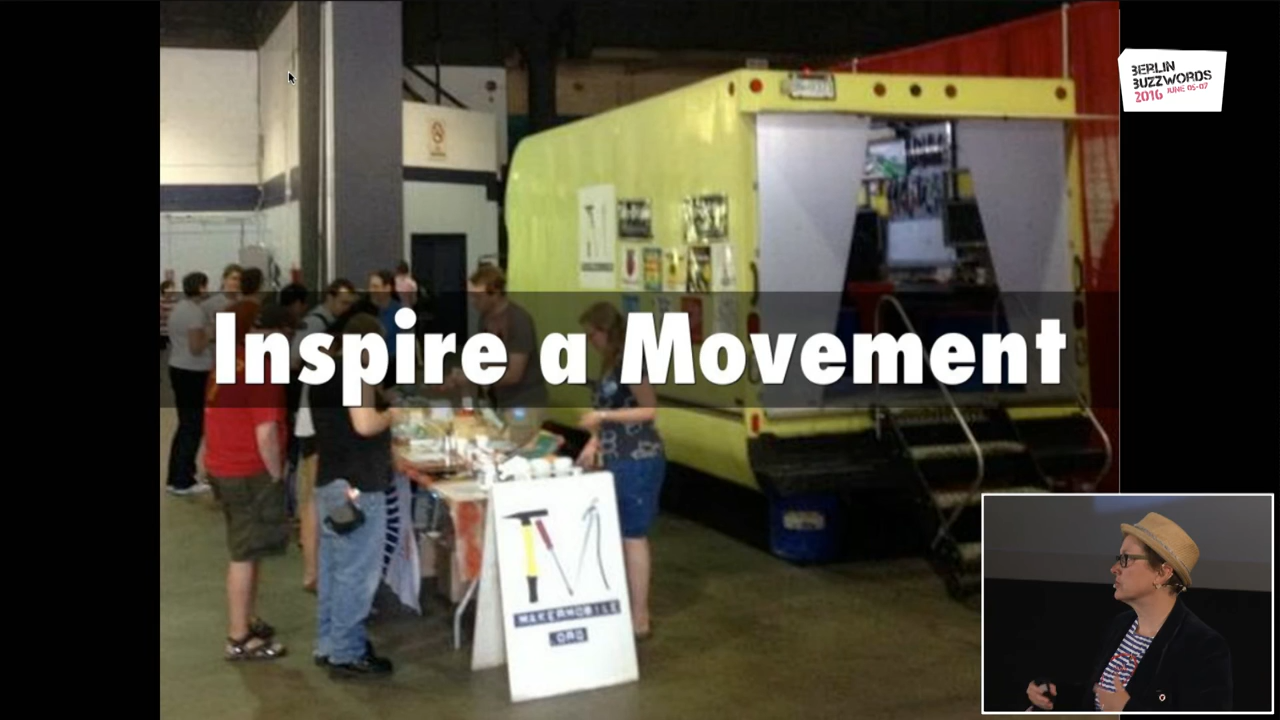 BERLIN
BUZZWORDS
2016 JUNE 05-07
Inspire a Movement
MAKERMOBILE
.ORG